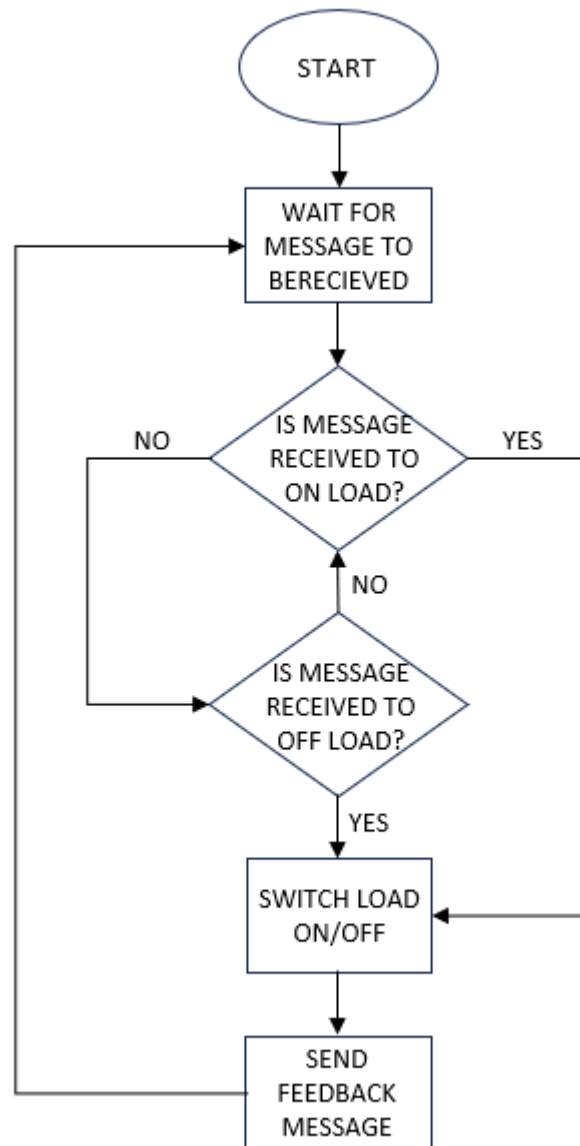 START
WAIT FOR
MESSAGE TO
BERECIEVED
IS MESSAGE
RECEIVED TO
ON LOAD?
NO
YES
NO
IS MESSAGE
RECEIVED TO
OFF LOAD?
YES
SWITCH LOAD
ON/OFF
SEND
FEEDBACK
MESSAGE